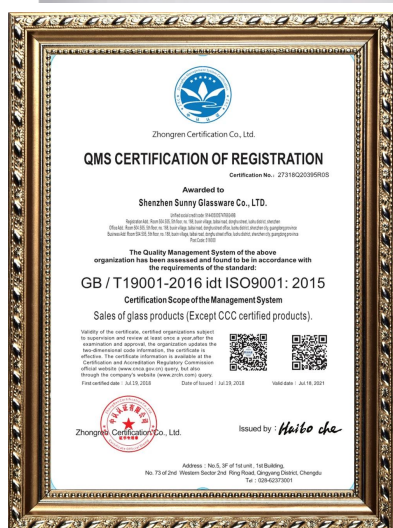 Zhongren Certification Co., Ltd.
QMS CERTIFICATION OF REGISTRATION
Certification No.: 27318Q20395R0S
Awarded to
Shenzhen Sunny Glassware Co., LTD.
The Quality Management System of the above
organization has been assessed and found to be in accordance with
the requirements of the standard:
GB / T19001-2016 idt ISO9001: 2015
Certification Scope of the Management System
Sales of glass products (Except CCC certified products).
Validity of the certificate, certified organizations subject
to supervision and review at least once a year,after the
examination and approval, the organization updates the
two-dimensional code information, the certificate is
effective. The certificate information is available at the
Certification and Accreditation Regulatory Commission
official website (www.cnca.gov.cn) query, but also
through the company's website (www.zrcln.com) query.
First certified date : Jul.19, 2018
Date of Issued : Jul.19, 2018
Valid date : Jul 18, 2021
Zhongren Certification Co., Ltd.
Issued by : Haibo che
Address : No.5, 3F of 1st unit , 1st Building,
No. 73 of 2nd Western Sector 2nd Ring Road, Qingyang District, Chengdu
Tel : 028-62373001